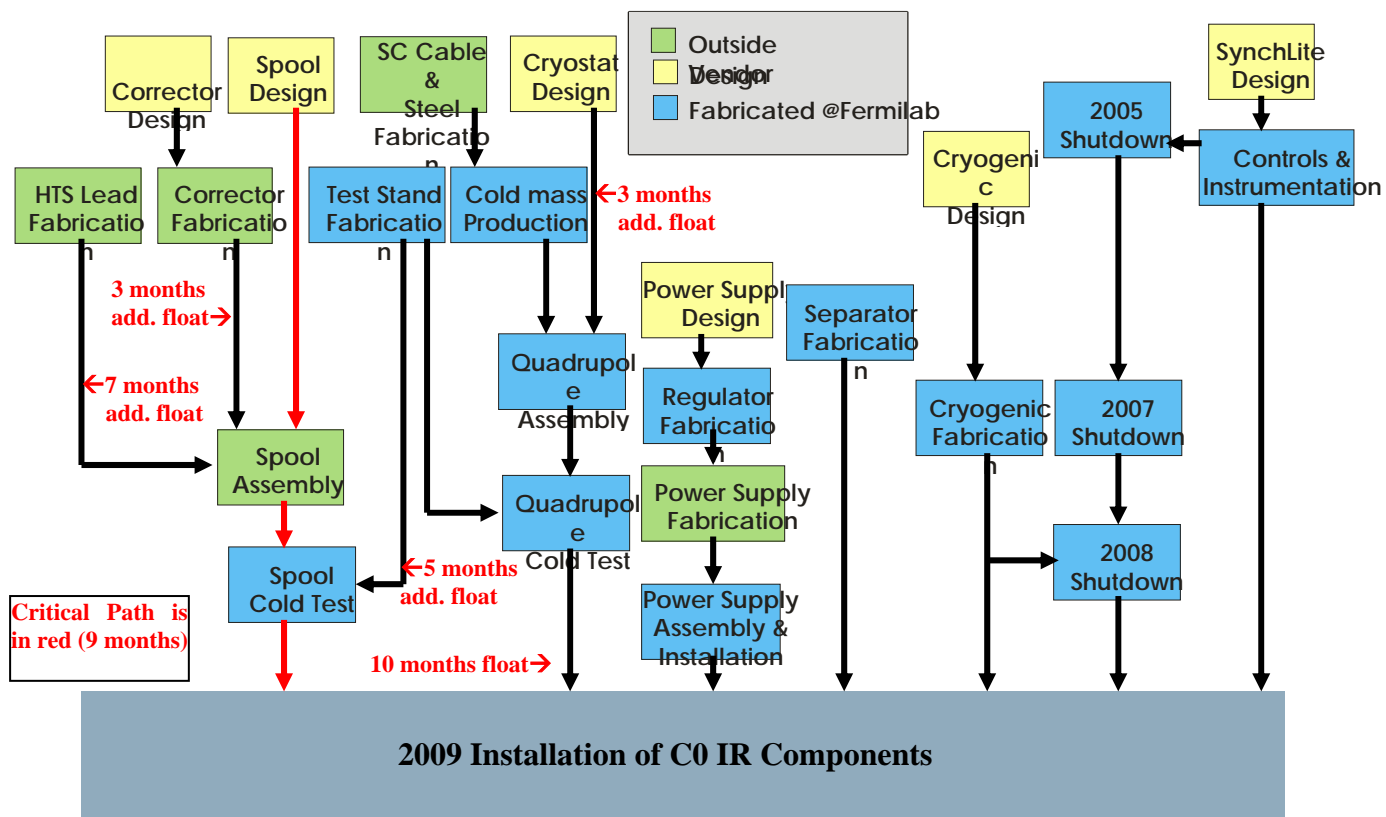 Corrector
Design
Spool
Design
SC Cable
&
Steel
Fabricatio
n
Cryostat
Design
Outside
Vendor
Design
Fabricated @Fermilab
SynchLite
Design
2005
Shutdown
Controls &
Instrumentation
Cryogeni
c
Design
HTS Lead
Fabricatio
n
Corrector
Fabricatio
n
Test Stand
Fabricatio
n
Cold mass
Production
←3 months
add. float
3 months
add. float→
Power Supply
Design
Separator
Fabricatio
n
←7 months
add. float
Quadrupol
e
Assembly
Regulator
Fabricatio
n
Cryogenic
Fabricatio
n
2007
Shutdown
Spool
Assembly
Quadrupol
e
Cold Test
Power Supply
Fabrication
2008
Shutdown
Spool
Cold Test
←5 months
add. float
Power Supply
Assembly &
Installation
Critical Path is
in red (9 months)
10 months float→
2009 Installation of C0 IR Components